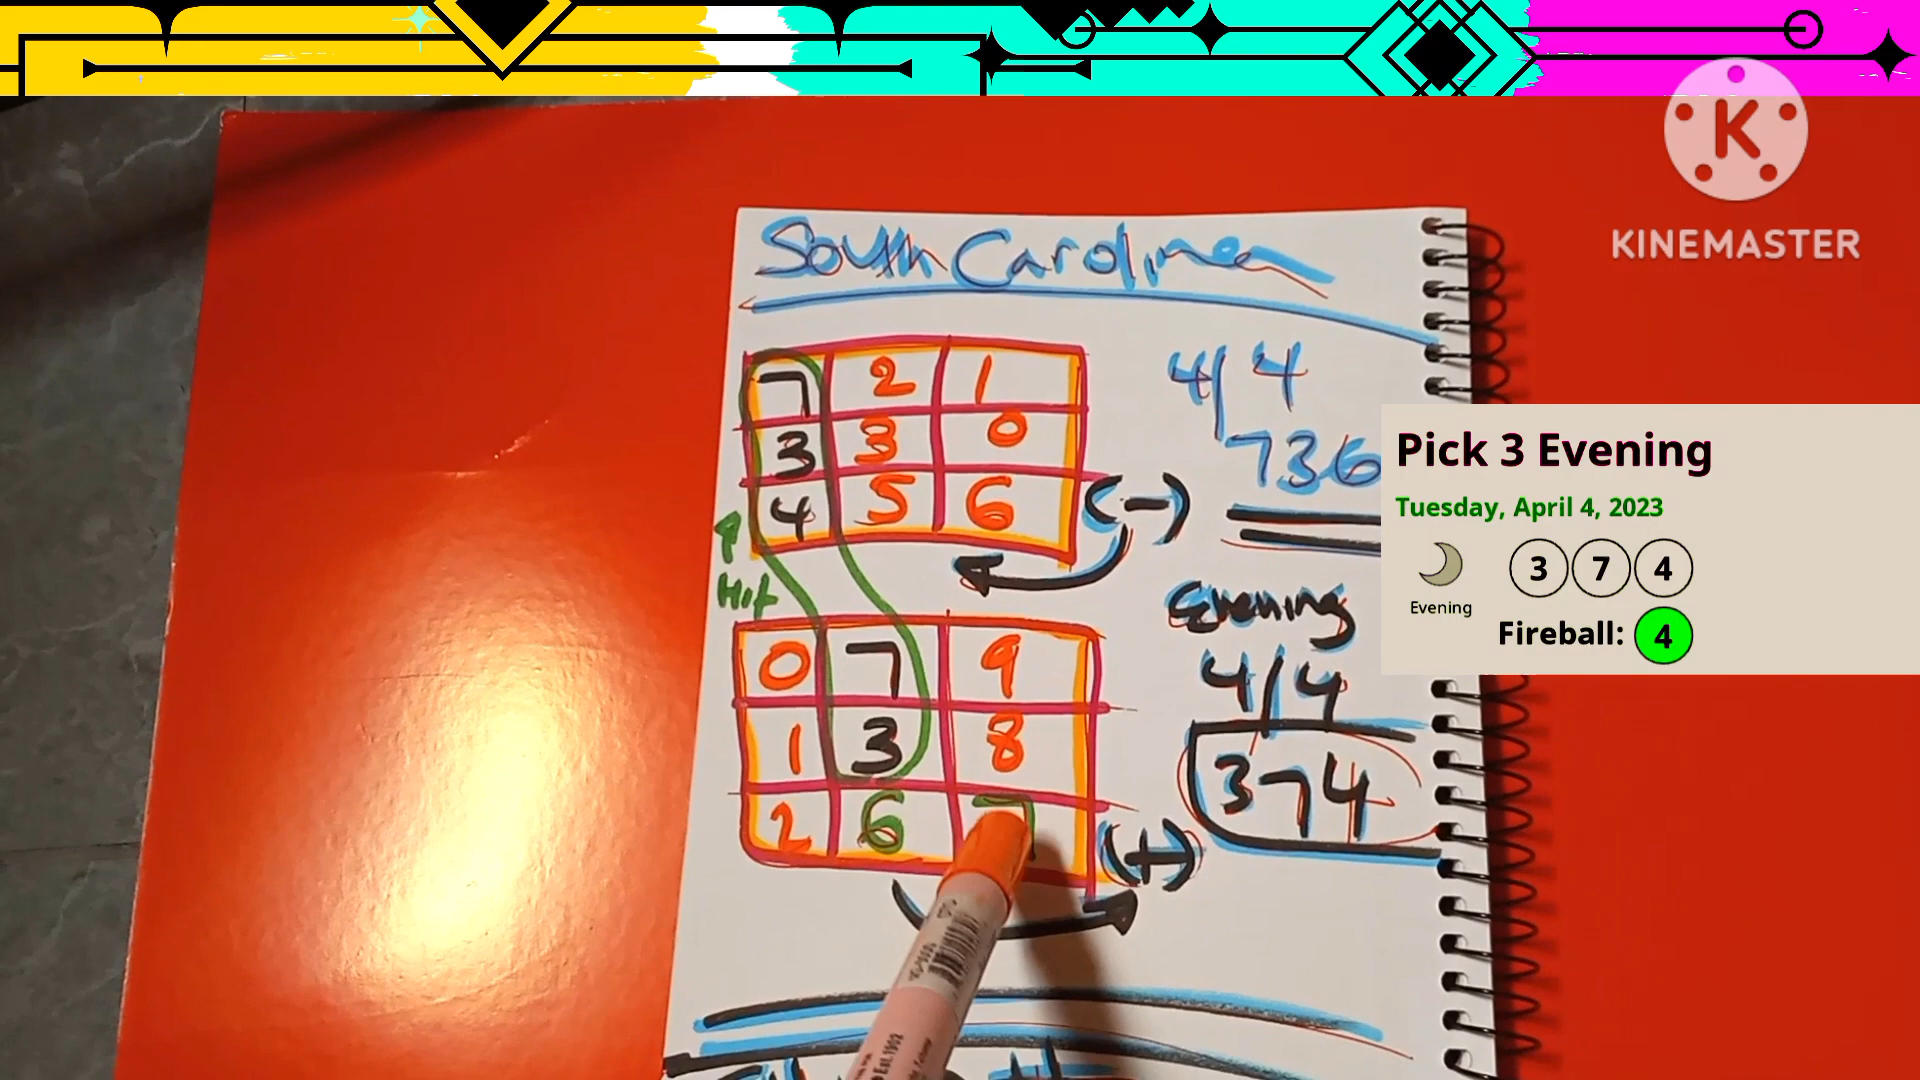 K
KINEMASTER
South Carolina
7 2 1
3 3 0
4 5 6
(-)
Hit
0 7 9
1 3 8
2 6 7
(+)
4/4
736
Evening
4/4
374
Pick 3 Evening
Tuesday, April 4, 2023
3 7 4
Evening
Fireball: 4